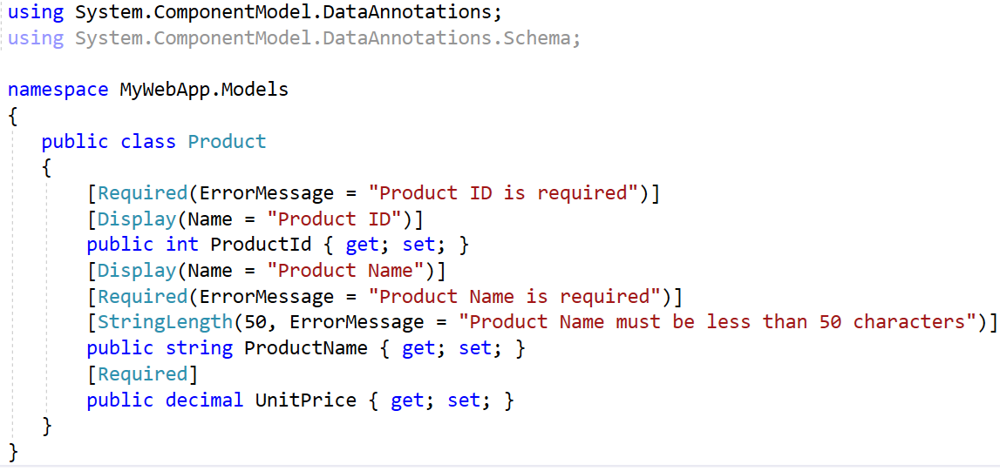 using System.ComponentModel.DataAnnotations;
using System.ComponentModel.DataAnnotations.Schema;
namespace MyWebApp.Models
{
public class Product
{
[Required(ErrorMessage = "Product ID is required")]
[Display(Name = "Product ID")]
public int ProductId { get; set; }
[Display(Name = "Product Name")]
[Required(ErrorMessage = "Product Name is required")]
[StringLength(50, ErrorMessage = "Product Name must be less than 50 characters")]
public string ProductName { get; set; }
[Required]
public decimal UnitPrice { get; set; }
}
}